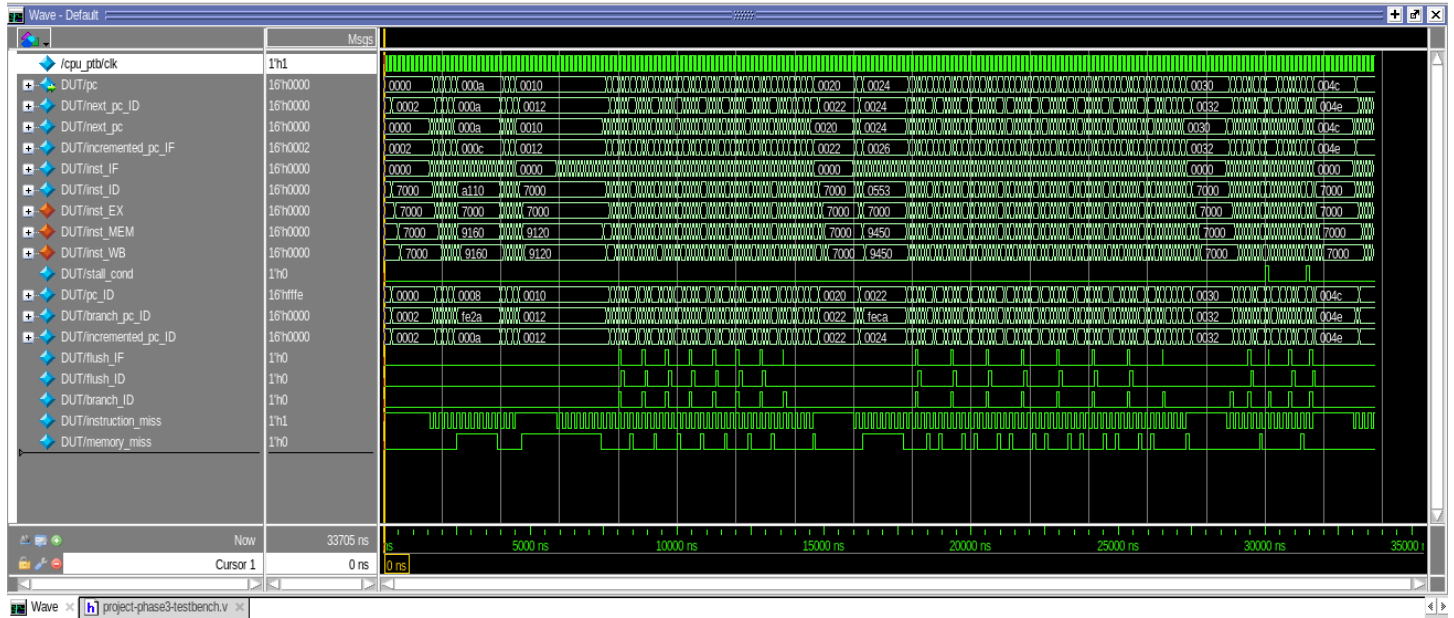 Wave - Default
Msgs
/cpu_ptb/clk 1'h1
DUT/pc 16'h0000 0000 000a 0010 0020 0024 0030 004c
DUT/next_pc_ID 16'h0000 0002 000a 0012 0022 0024 0032 004e
DUT/next_pc 16'h0000 0000 000a 0010 0020 0024 0030 004c
DUT/incremented_pc_IF 16'h0002 0002 000c 0012 0022 0026 0032 004e
DUT/inst_IF 16'h0000 0000 0000 0000 0000 0000
DUT/inst_ID 16'h0000 7000 a110 7000 7000 0553 7000 7000
DUT/inst_EX 16'h0000 7000 7000 7000 7000 7000 7000 7000
DUT/inst_MEM 16'h0000 7000 9160 9120 7000 9450 7000 7000
DUT/inst_WB 16'h0000 7000 9160 9120 7000 9450 7000 7000
DUT/stall_cond 1'h0
DUT/pc_ID 16'hfffe 0000 0008 0010 0020 0022 0030 004c
DUT/branch_pc_ID 16'h0000 0002 fe2a 0012 0022 feca 0032 004e
DUT/incremented_pc_ID 16'h0000 0002 000a 0012 0022 0024 0032 004e
DUT/flush_IF 1'h0
DUT/flush_ID 1'h0
DUT/branch_ID 1'h0
DUT/instruction_miss 1'h1
DUT/memory_miss 1'h0
Now 33705 ns ns 5000 ns 10000 ns 15000 ns 20000 ns 25000 ns 30000 ns 35000
Cursor 1 0 ns 0 ns
Wave project-phase3-testbench.v